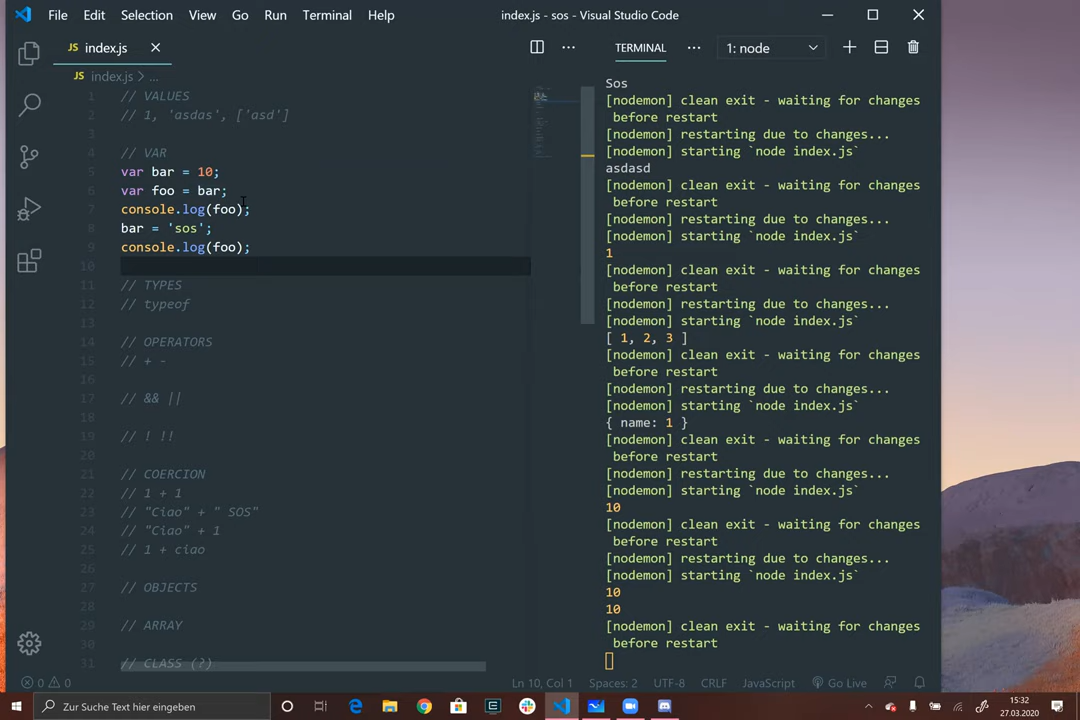 File Edit Selection View Go Run Terminal Help
index.js - sos - Visual Studio Code
JS index.js
JS index.js > ...
1 // VALUES
2 // 1, 'asdas', ['asd']
3
4 // VAR
5 var bar = 10;
6 var foo = bar;
7 console.log(foo);
8 bar = 'sos';
9 console.log(foo);
10
11 // TYPES
12 // typeof
13
14 // OPERATORS
15 // + -
16
17 // && ||
18
19 // ! !!
20
21 // COERCION
22 // 1 + 1
23 // "Ciao" + " SOS"
24 // "Ciao" + 1
25 // 1 + ciao
26
27 // OBJECTS
28
29 // ARRAY
30
31 // CLASS (?)
TERMINAL
1: node
Sos
[nodemon] clean exit - waiting for changes
before restart
[nodemon] restarting due to changes...
[nodemon] starting `node index.js`
asdasd
[nodemon] clean exit - waiting for changes
before restart
[nodemon] restarting due to changes...
[nodemon] starting `node index.js`
1
[nodemon] clean exit - waiting for changes
before restart
[nodemon] restarting due to changes...
[nodemon] starting `node index.js`
[ 1, 2, 3 ]
[nodemon] clean exit - waiting for changes
before restart
[nodemon] restarting due to changes...
[nodemon] starting `node index.js`
{ name: 1 }
[nodemon] clean exit - waiting for changes
before restart
[nodemon] restarting due to changes...
[nodemon] starting `node index.js`
10
[nodemon] clean exit - waiting for changes
before restart
[nodemon] restarting due to changes...
[nodemon] starting `node index.js`
10
10
[nodemon] clean exit - waiting for changes
before restart
0 0 Ln 10, Col 1 Spaces: 2 UTF-8 CRLF JavaScript Go Live
Zur Suche Text hier eingeben
15:32
27.03.2020